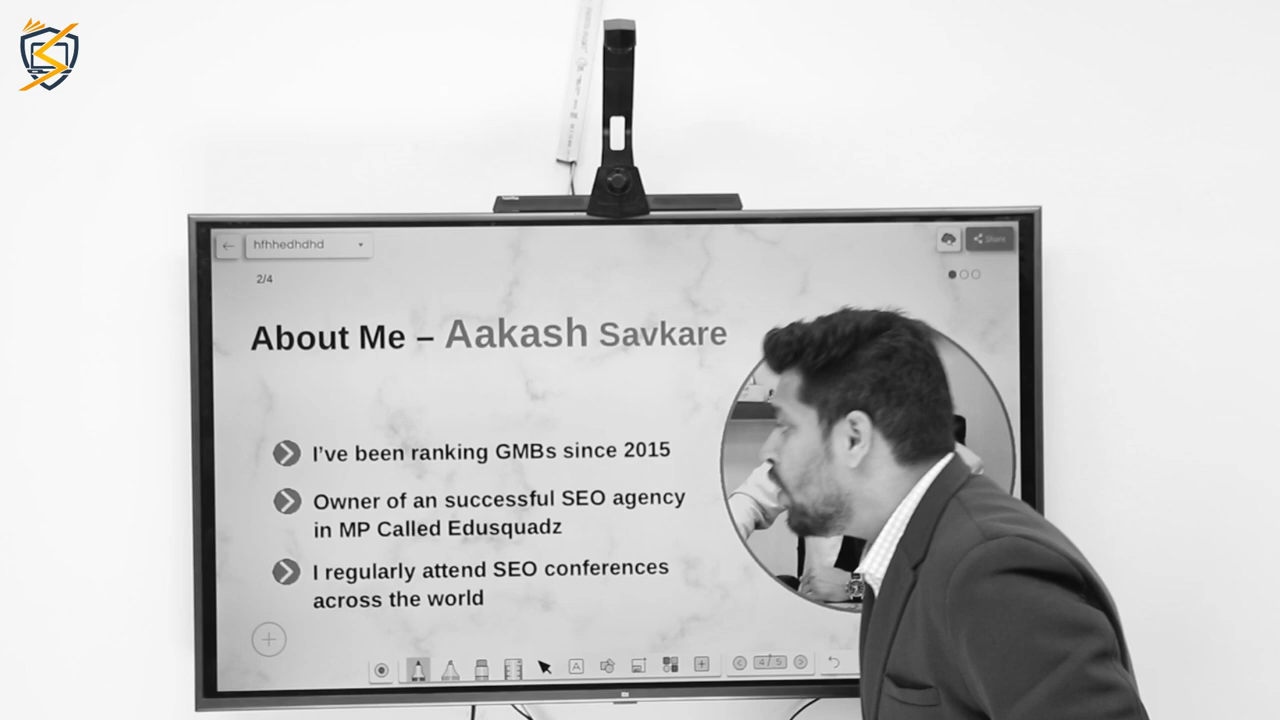 hfhhedhdhd
Share
2/4
About Me – Aakash Savkare
I've been ranking GMBs since 2015
Owner of an successful SEO agency
in MP Called Edusquadz
I regularly attend SEO conferences
across the world
A
4 / 5